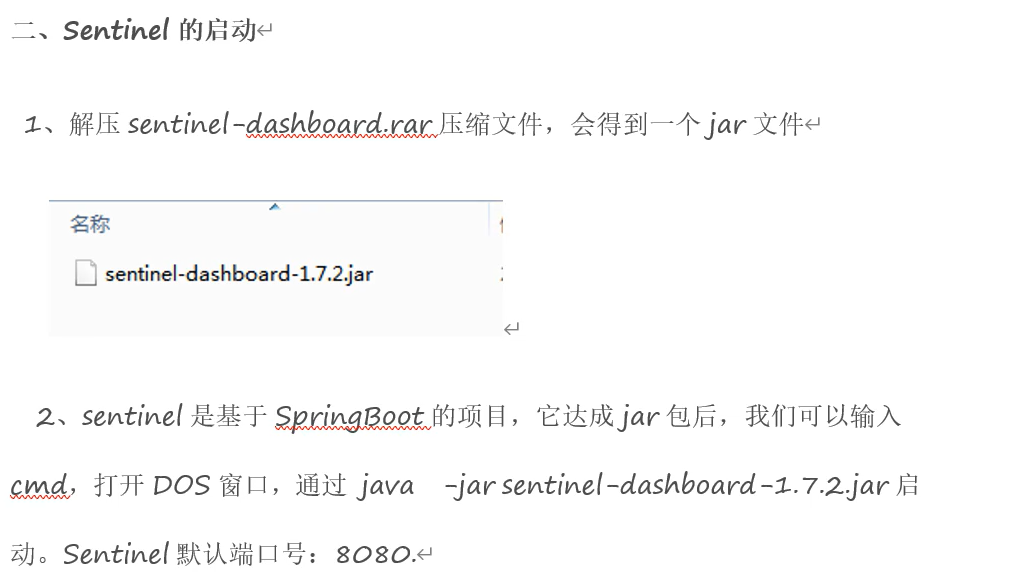 二、Sentinel 的启动↵
1、解压 sentinel-dashboard.rar 压缩文件，会得到一个 jar 文件↵
名称
sentinel-dashboard-1.7.2.jar
↵
2、sentinel 是基于 SpringBoot 的项目，它达成 jar 包后，我们可以输入
cmd，打开 DOS 窗口，通过 java -jar sentinel-dashboard-1.7.2.jar 启
动。Sentinel 默认端口号：8080.↵